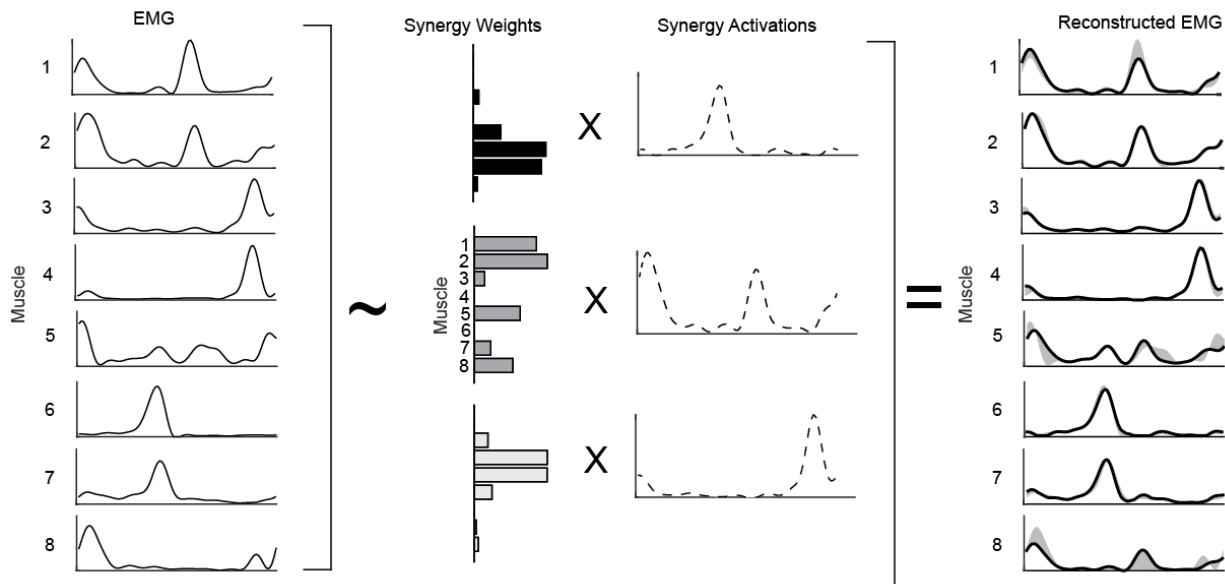 EMG
Synergy Weights
Synergy Activations
Reconstructed EMG
Muscle
1
2
3
4
5
6
7
8
~
X
X
X
Muscle
1
2
3
4
5
6
7
8
=
Muscle
1
2
3
4
5
6
7
8